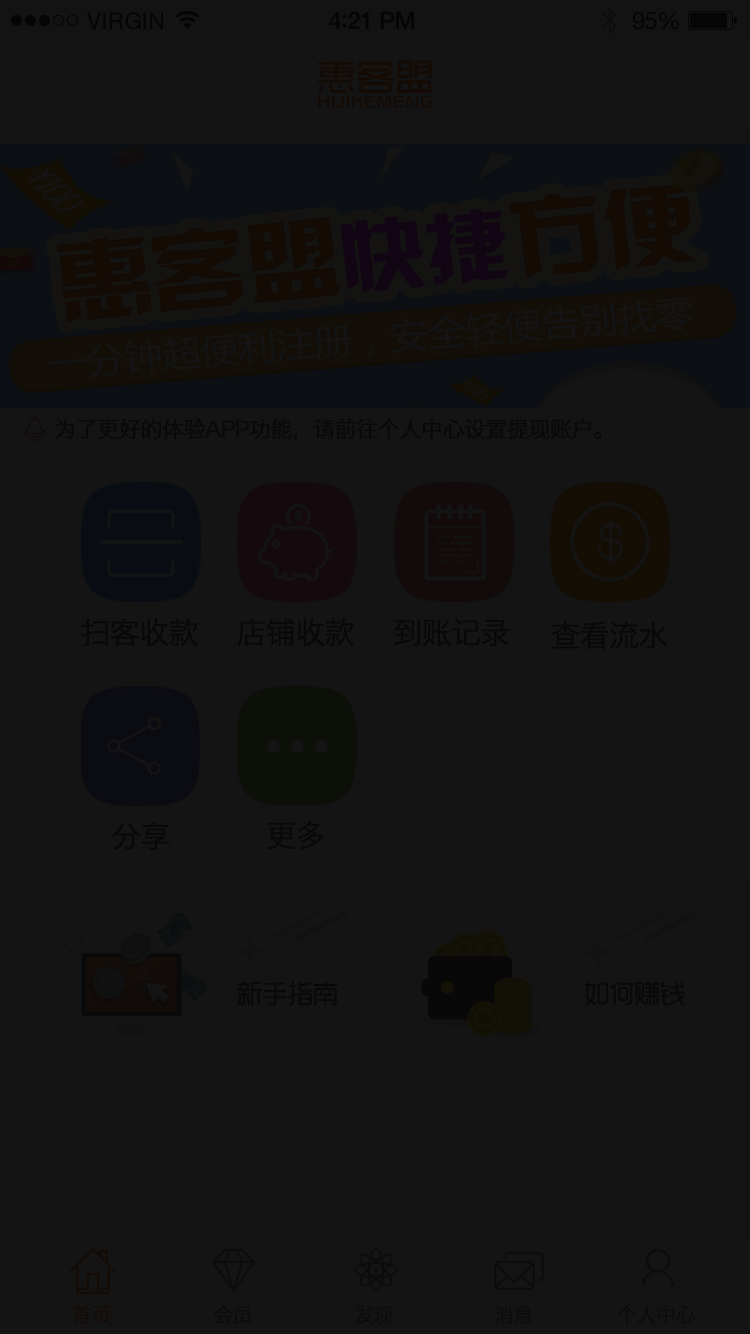 VIRGIN 4:21 PM 95%
惠客盟
HUIKEMENG
¥100
惠客盟快捷方便
一分钟超便利注册，安全轻便告别找零
为了更好的体验APP功能，请前往个人中心设置提现账户。
扫客收款 店铺收款 到账记录 查看流水
分享 更多
新手指南 如何赚钱
首页 会员 发现 消息 个人中心